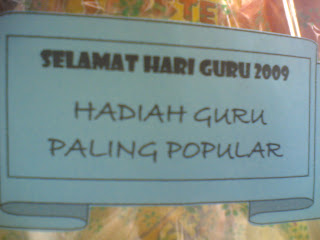 SELAMAT HARI GURU 2009
HADIAH GURU
PALING POPULAR